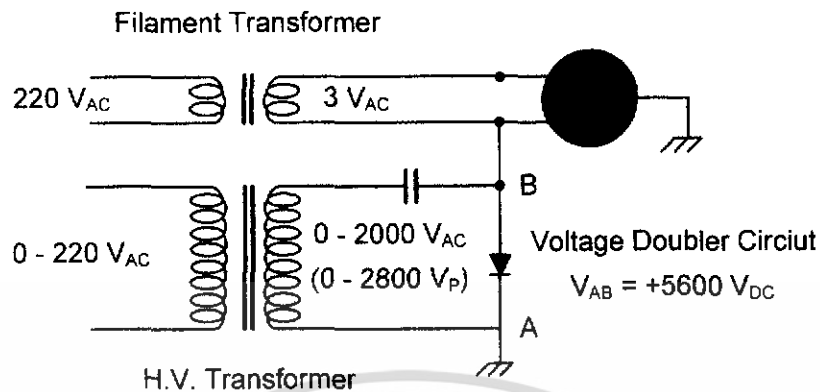 Filament Transformer
220 V_AC
3 V_AC
B
0 - 220 V_AC
0 - 2000 V_AC
(0 - 2800 V_P)
Voltage Doubler Circiut
V_AB = +5600 V_DC
A
H.V. Transformer